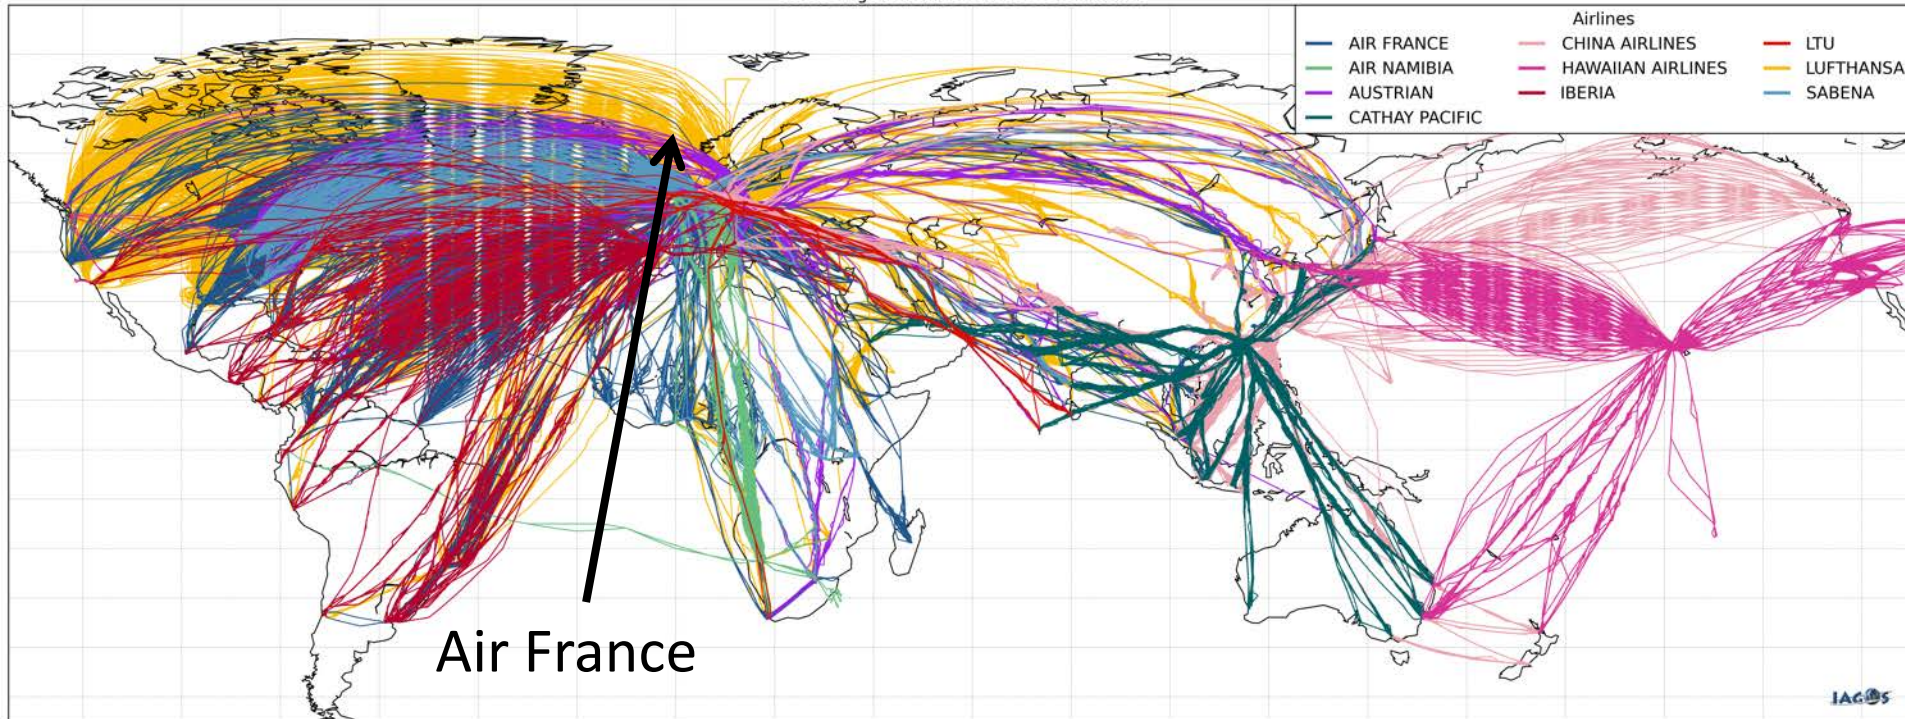 Airlines
AIR FRANCE
AIR NAMIBIA
AUSTRIAN
CATHAY PACIFIC
CHINA AIRLINES
HAWAIIAN AIRLINES
IBERIA
LTU
LUFTHANSA
SABENA
Air France
IAGOS